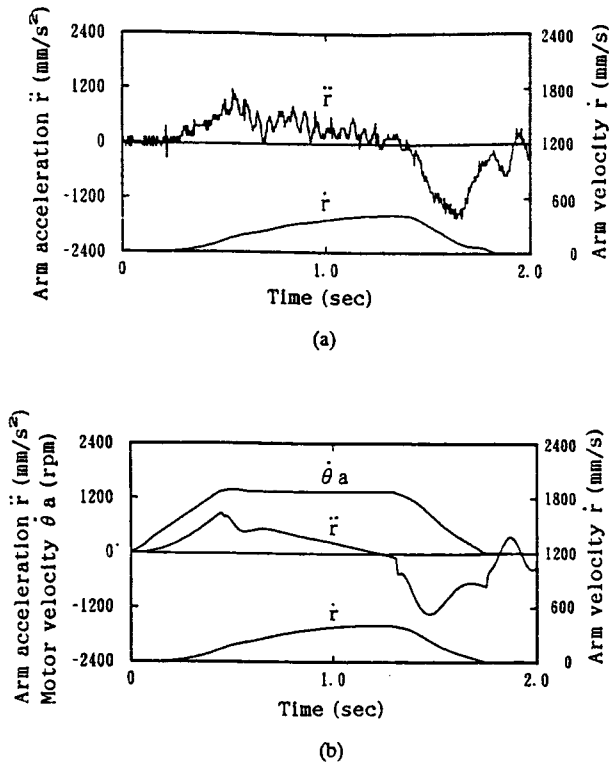 Arm acceleration r̈ (mm/s²)
2400
1200
0
-1200
-2400
r̈
ṙ
2400
1800
1200
600
0
Arm velocity ṙ (mm/s)
0
1.0
2.0
Time (sec)
(a)
Arm acceleration r̈ (mm/s²)
Motor velocity θ̇ a (rpm)
2400
1200
0
-1200
-2400
θ̇ a
r̈
ṙ
2400
1800
1200
600
0
Arm velocity ṙ (mm/s)
0
1.0
2.0
Time (sec)
(b)